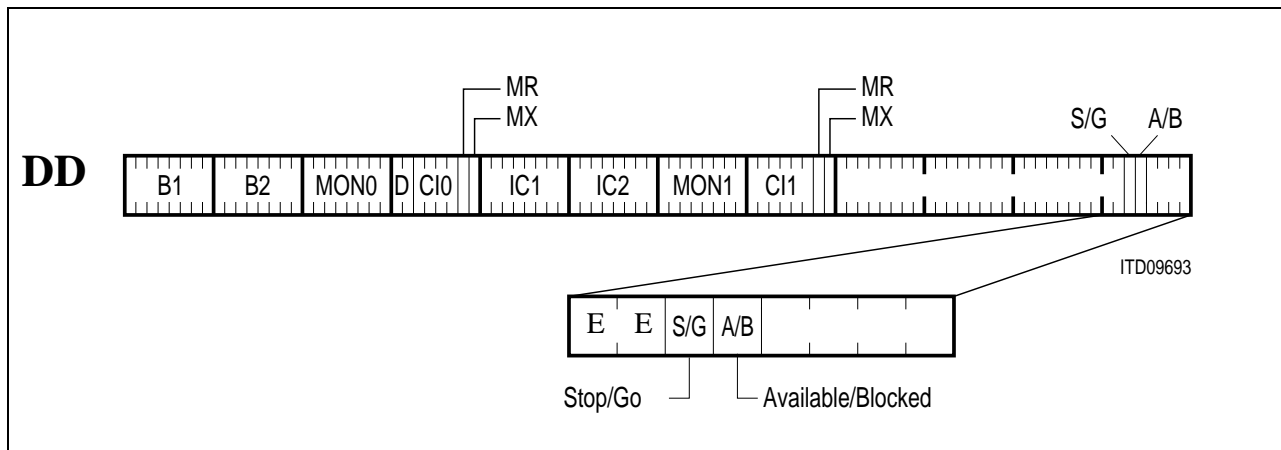 MR MR
MX MX S/G A/B
DD B1 B2 MON0 D CI0 IC1 IC2 MON1 CI1
ITD09693
E E S/G A/B
Stop/Go Available/Blocked